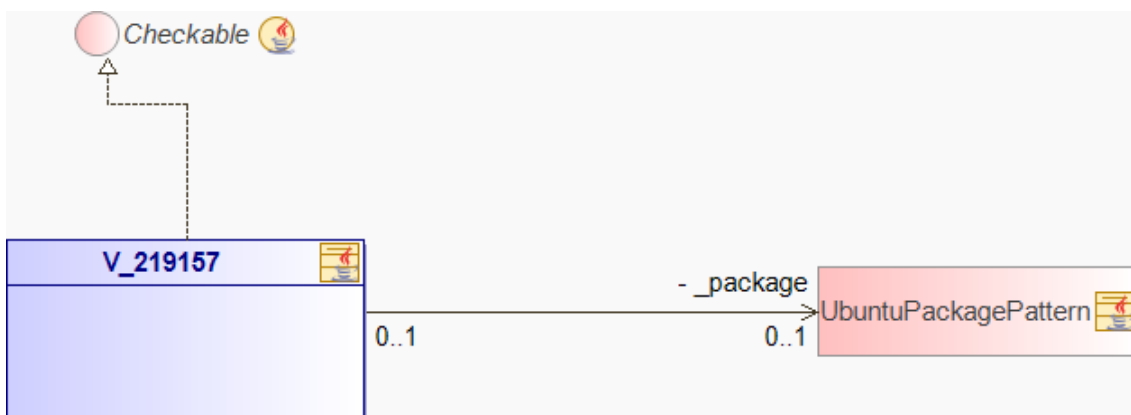 Checkable
V_219157
- _package
UbuntuPackagePattern
0..1
0..1